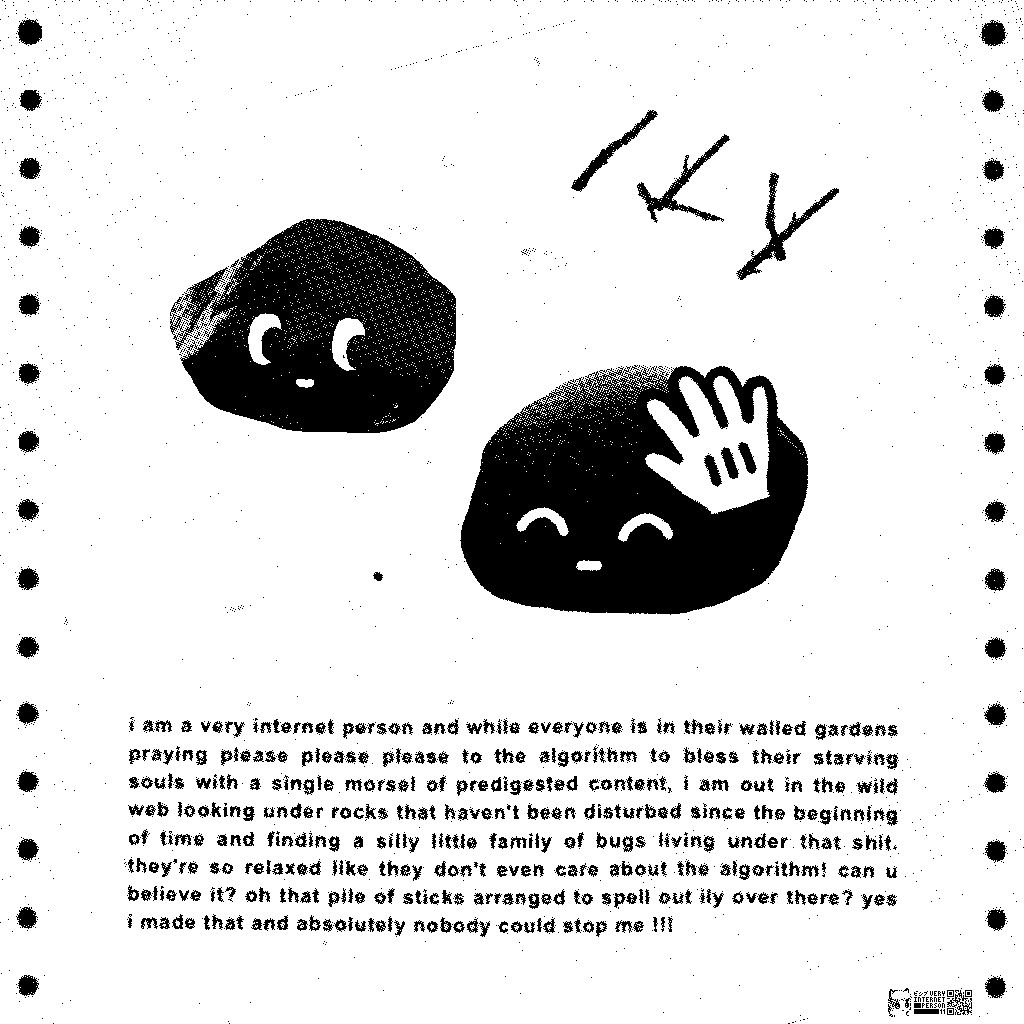 ILY
i am a very internet person and while everyone is in their walled gardens
praying please please please to the algorithm to bless their starving
souls with a single morsel of predigested content, i am out in the wild
web looking under rocks that haven't been disturbed since the beginning
of time and finding a silly little family of bugs living under that shit.
they're so relaxed like they don't even care about the algorithm! can u
believe it? oh that pile of sticks arranged to spell out ily over there? yes
i made that and absolutely nobody could stop me !!!
VERY
INTERNET
PERSON